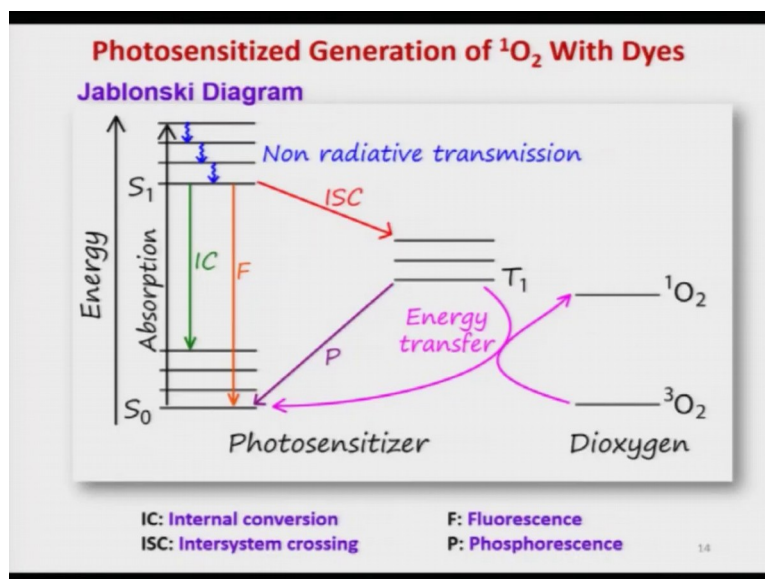 Photosensitized Generation of ¹O₂ With Dyes
Jablonski Diagram
Non radiative transmission
S₁
ISC
Energy
Absorption
IC
F
T₁
¹O₂
Energy
transfer
P
S₀
³O₂
Photosensitizer
Dioxygen
IC: Internal conversion
F: Fluorescence
ISC: Intersystem crossing
P: Phosphorescence
14